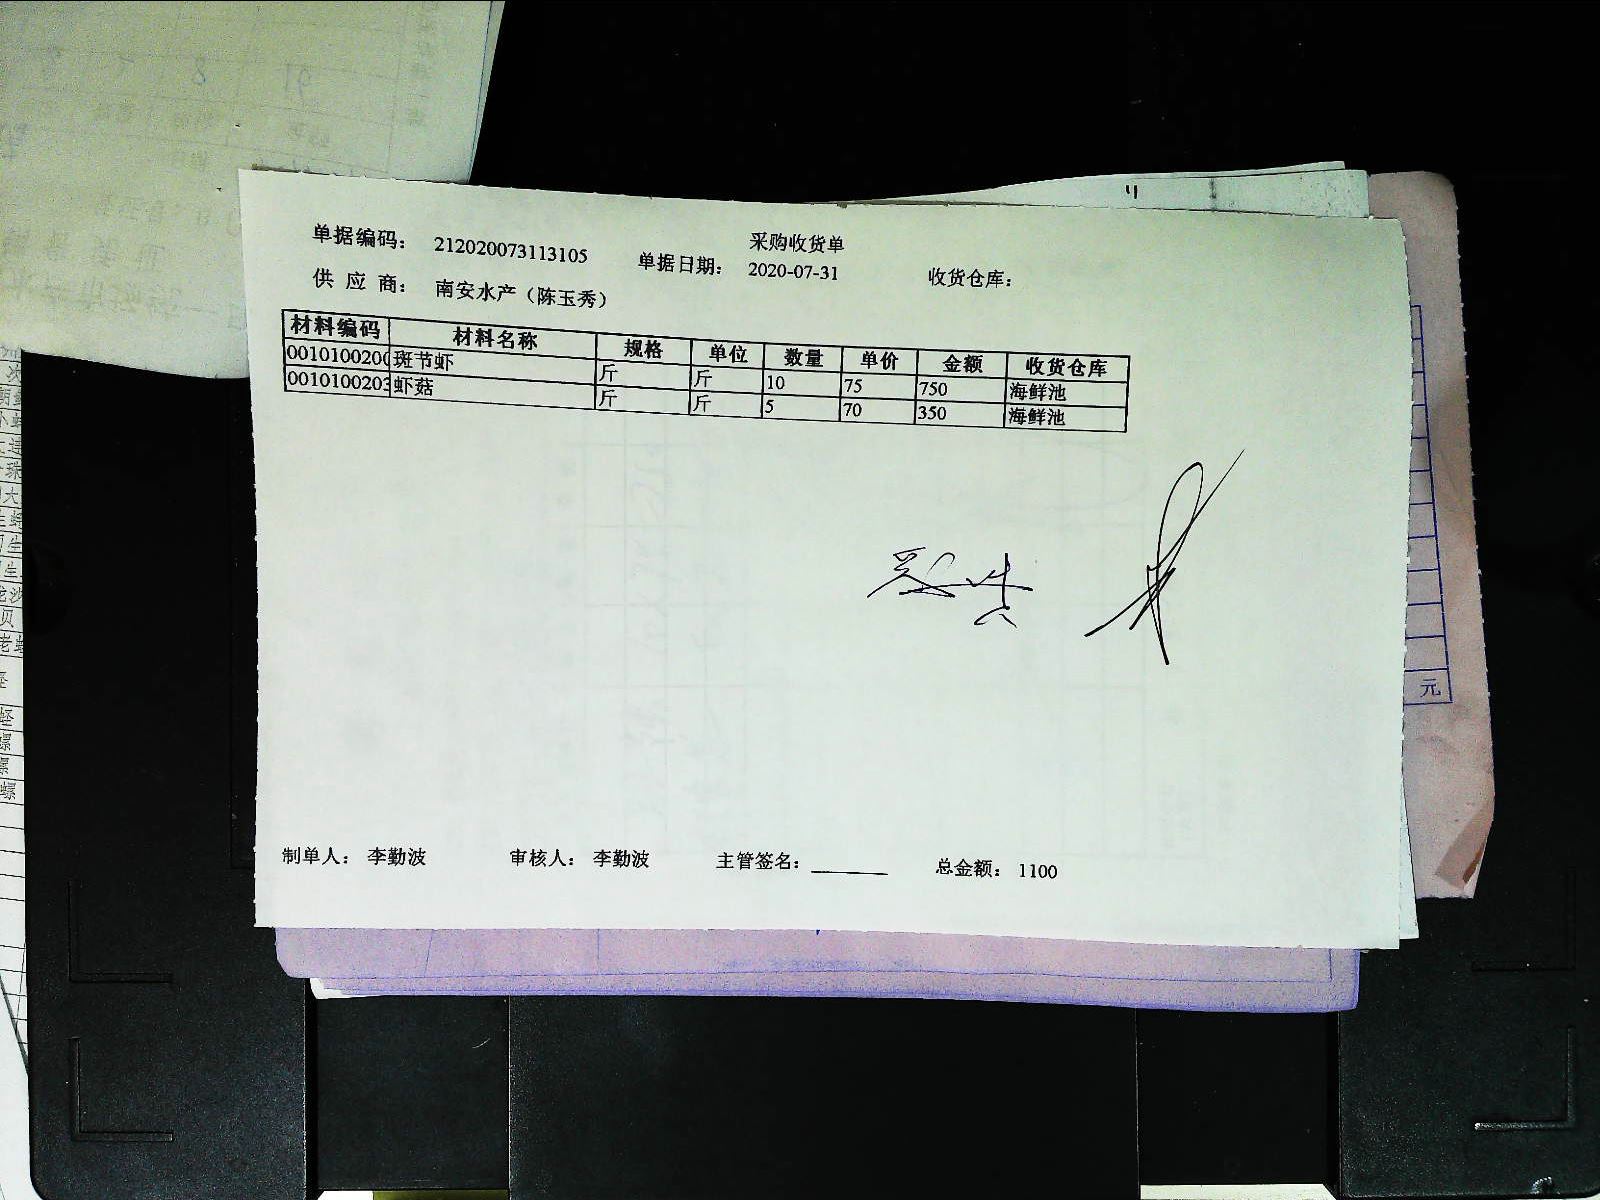 采购收货单
单据编码： 212020073113105 单据日期： 2020-07-31 收货仓库：
供 应 商： 南安水产（陈玉秀）
材料编码 材料名称 规格 单位 数量 单价 金额 收货仓库
0010100200 斑节虾 斤 斤 10 75 750 海鲜池
0010100203 虾菇 斤 斤 5 70 350 海鲜池
制单人： 李勤波 审核人： 李勤波 主管签名： 总金额： 1100
元